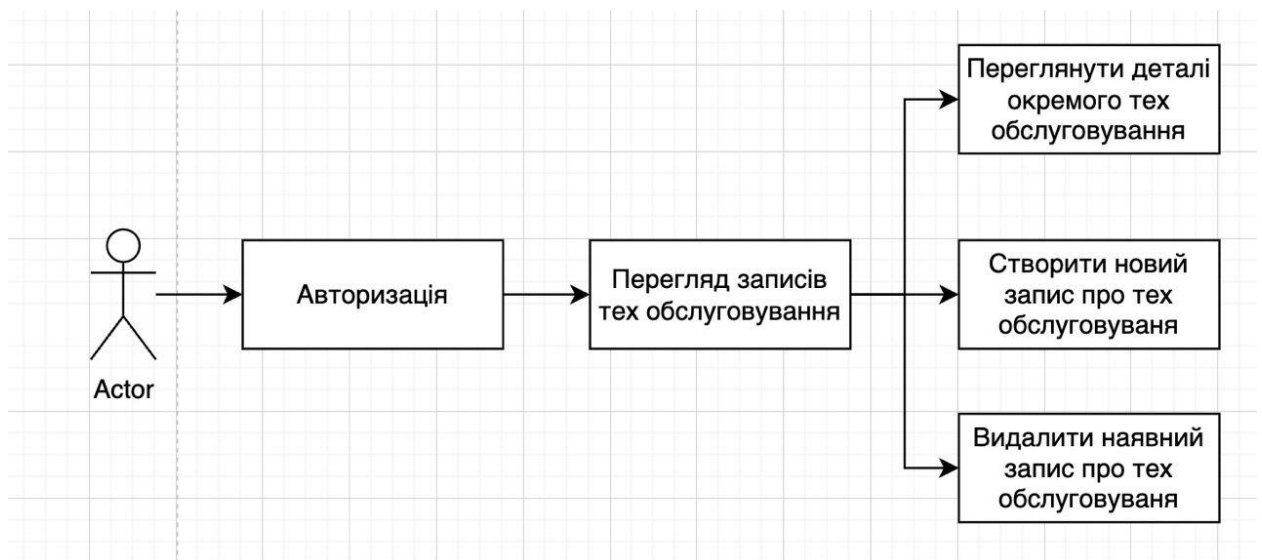 Actor
Авторизація
Перегляд записів
тех обслуговування
Переглянути деталі
окремого тех
обслуговування
Створити новий
запис про тех
обслуговуваня
Видалити наявний
запис про тех
обслуговуваня